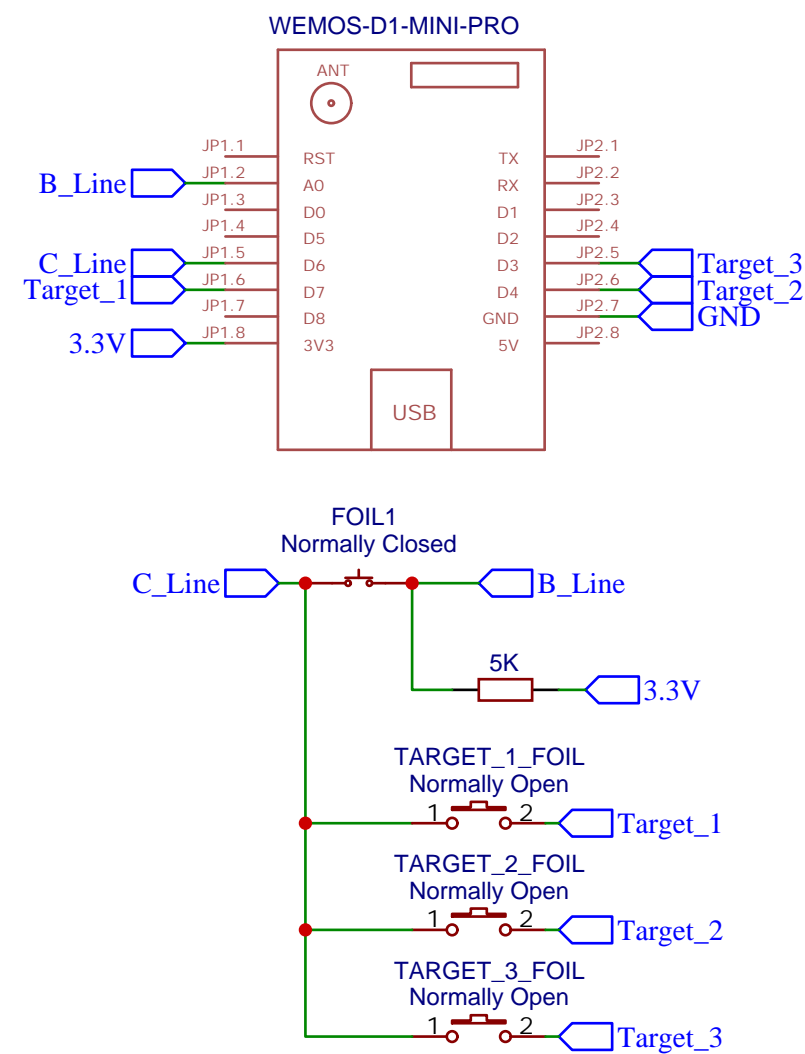 WEMOS-D1-MINI-PRO
ANT
JP1.1 RST TX JP2.1
B_Line JP1.2 A0 RX JP2.2
JP1.3 D0 D1 JP2.3
JP1.4 D5 D2 JP2.4
C_Line JP1.5 D6 D3 JP2.5 Target_3
Target_1 JP1.6 D7 D4 JP2.6 Target_2
JP1.7 D8 GND JP2.7 GND
3.3V JP1.8 3V3 5V JP2.8
USB
FOIL1
Normally Closed
C_Line B_Line
5K
3.3V
TARGET_1_FOIL
Normally Open
1 2 Target_1
TARGET_2_FOIL
Normally Open
1 2 Target_2
TARGET_3_FOIL
Normally Open
1 2 Target_3